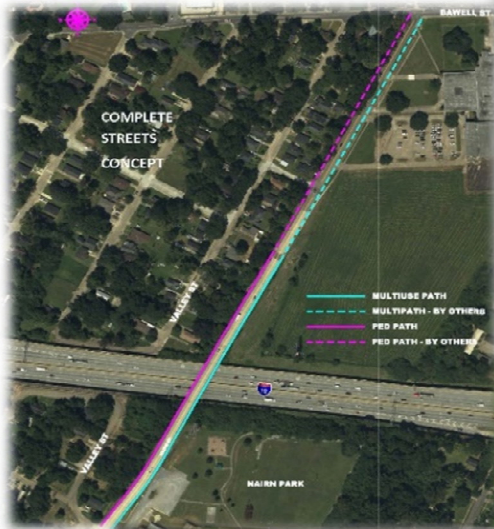 BAWELL ST
COMPLETE
STREETS
CONCEPT
VALLEY ST
MULTIUSE PATH
MULTIPATH - BY OTHERS
PED PATH
PED PATH - BY OTHERS
VALLEY ST
NAIRN PARK